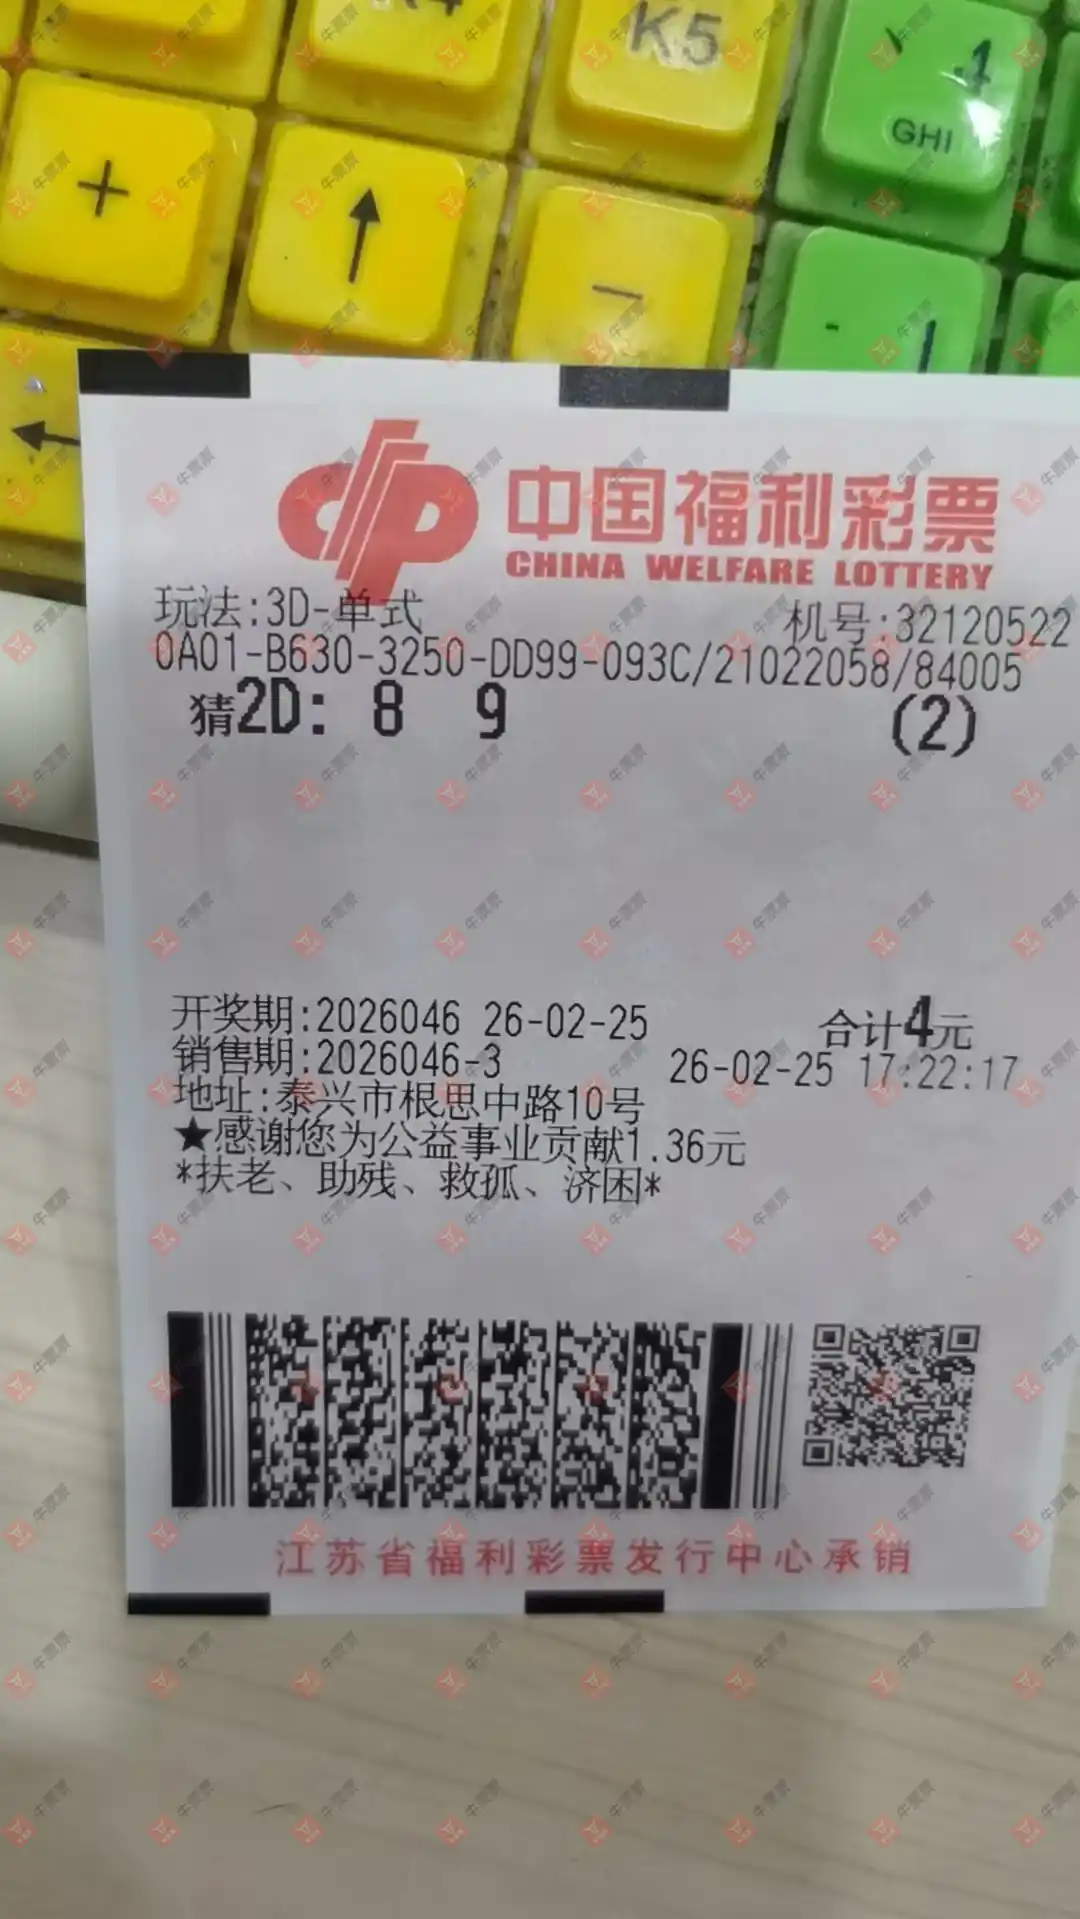 K4
K5
1
GHI
+
↑
—
-
←
中国福利彩票
CHINA WELFARE LOTTERY
玩法:3D-单式
机号:32120522
0A01-B630-3250-DD99-093C/21022058/84005
猜2D: 8 9 (2)
开奖期:2026046 26-02-25
合计4元
销售期:2026046-3
26-02-25 17:22:17
地址:泰兴市根思中路10号
★感谢您为公益事业贡献1.36元
*扶老、助残、救孤、济困*
江苏省福利彩票发行中心承销
牛票票